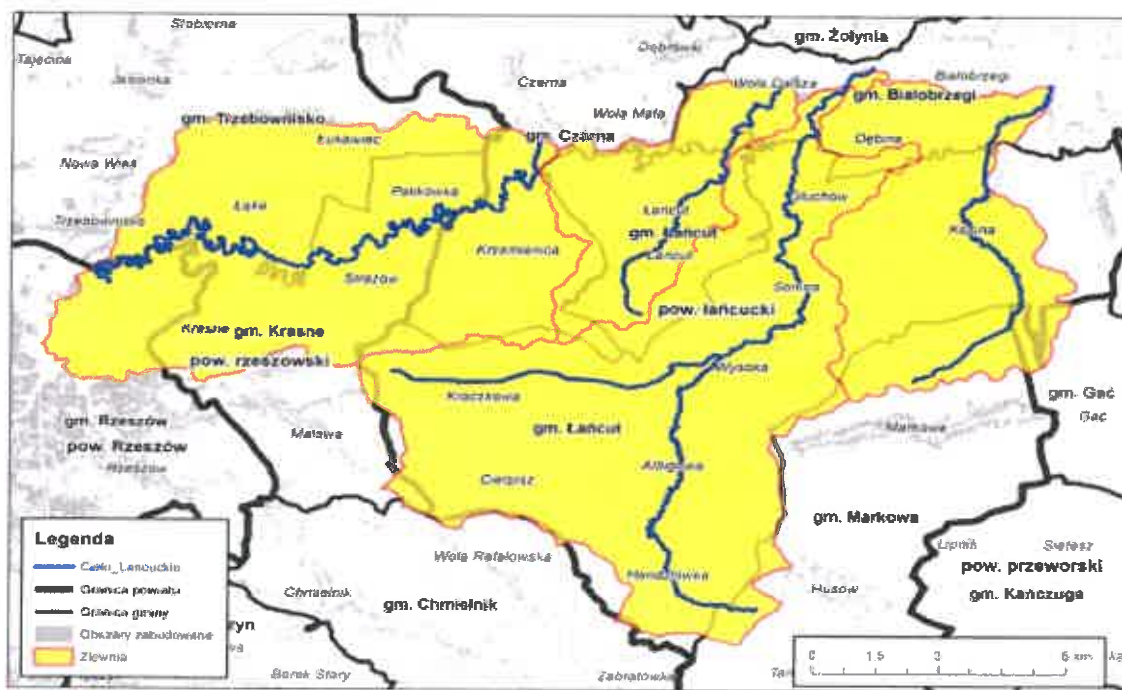 Stobierna
gm. Żołynia
Tajęcina
Dąbrówki
Jasionka
Czarna
Wola Dalsza
Białobrzegi
gm. Białobrzegi
Wola Mała
gm. Trzebownisko
Łukawiec
gm. Czarna
Dębina
Nowa Wieś
Palikówka
Łąka
Łańcut
Głuchów
Trzebownisko
gm. Łańcut
Kosina
Krzemienica
Łańcut
Strażów
Sonina
pow. łańcucki
Krasne
gm. Krasne
pow. rzeszowski
Wysoka
Kraczkowa
gm. Gać
Gać
gm. Rzeszów
Malawa
gm. Łańcut
Markowa
pow. Rzeszów
Rzeszów
Albigowa
Cierpisz
gm. Markowa
Legenda
Cieki_Lancuckie
Granica powiatu
Granica gminy
Obszary zabudowane
Zlewnia
Wola Rafałowska
Lipnik
Sietesz
pow. przeworski
Handzlówka
Husów
Chmielnik
gm. Chmielnik
gm. Kańczuga
0 1.5 3 6 km
Borek Stary
Zabratówka